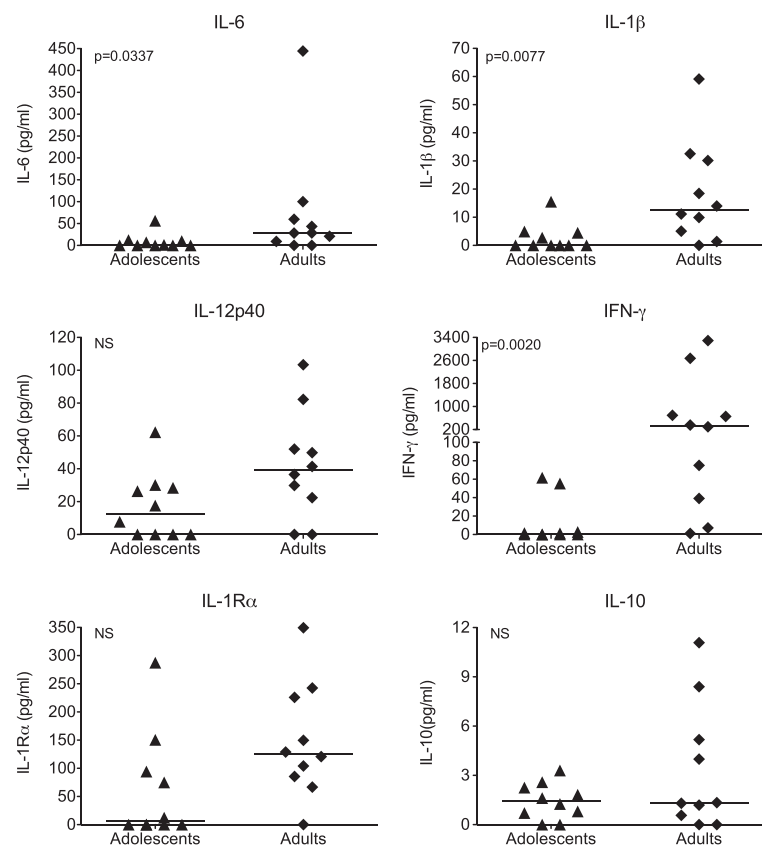 IL-6
p=0.0337
IL-6 (pg/ml)
450
400
350
300
250
200
150
100
50
0
Adolescents
Adults
IL-1β
p=0.0077
IL-1β (pg/ml)
70
60
50
40
30
20
10
0
Adolescents
Adults
IL-12p40
NS
IL-12p40 (pg/ml)
120
100
80
60
40
20
0
Adolescents
Adults
IFN-γ
p=0.0020
IFN-γ (pg/ml)
3400
2600
1800
1000
200
100
80
60
40
20
0
Adolescents
Adults
IL-1Rα
NS
IL-1Rα (pg/ml)
350
300
250
200
150
100
50
0
Adolescents
Adults
IL-10
NS
IL-10(pg/ml)
12
9
6
3
0
Adolescents
Adults